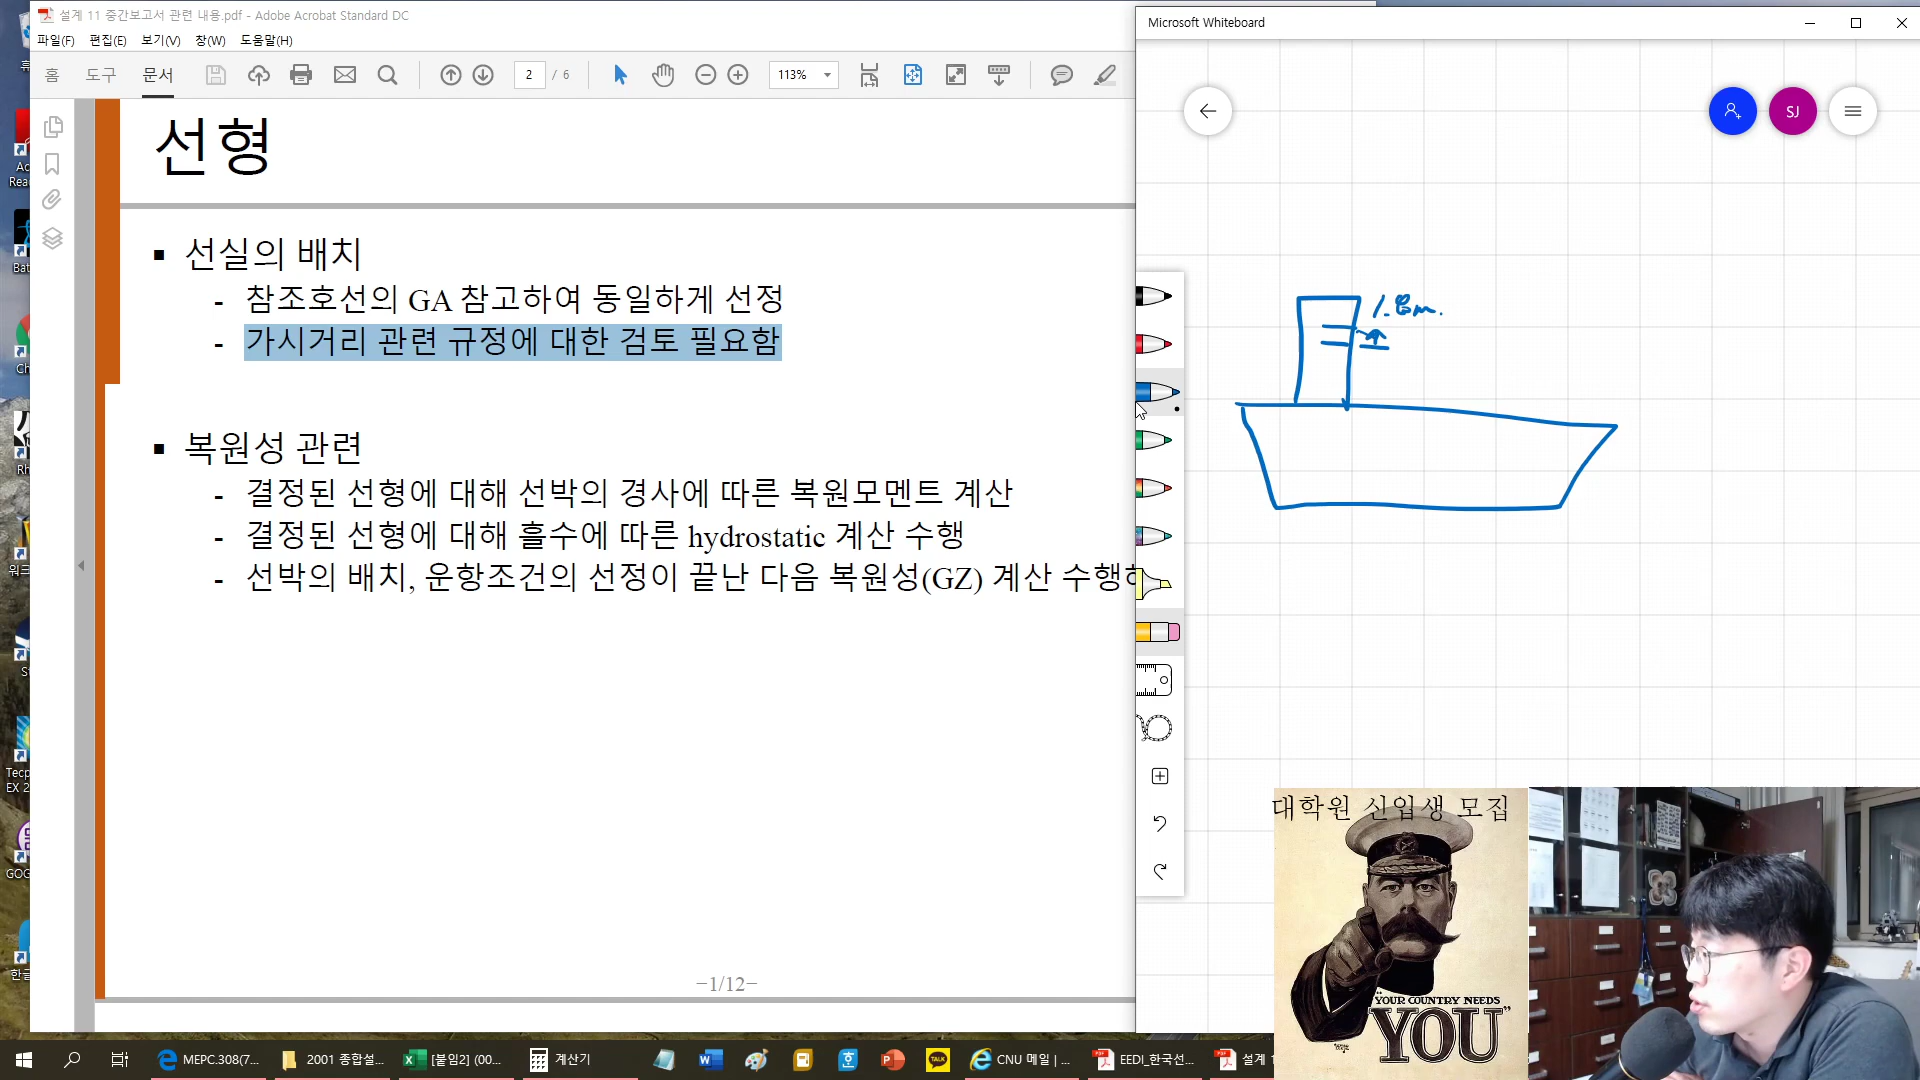 설계 11 중간보고서 관련 내용.pdf - Adobe Acrobat Standard DC
파일(F) 편집(E) 보기(V) 창(W) 도움말(H)
홈 도구 문서
2 / 6
113%
선형
선실의 배치
- 참조호선의 GA 참고하여 동일하게 선정
- 가시거리 관련 규정에 대한 검토 필요함
복원성 관련
- 결정된 선형에 대해 선박의 경사에 따른 복원모멘트 계산
- 결정된 선형에 대해 흘수에 따른 hydrostatic 계산 수행
- 선박의 배치, 운항조건의 선정이 끝난 다음 복원성(GZ) 계산 수행하
−1/12−
Microsoft Whiteboard
SJ
1.8m.
대학원 신입생 모집
"YOUR COUNTRY NEEDS
YOU"
MEPC.308(7...
2001 종합설...
[붙임2] (00...
계산기
CNU 메일 | ...
EEDI_한국선...
설계 1